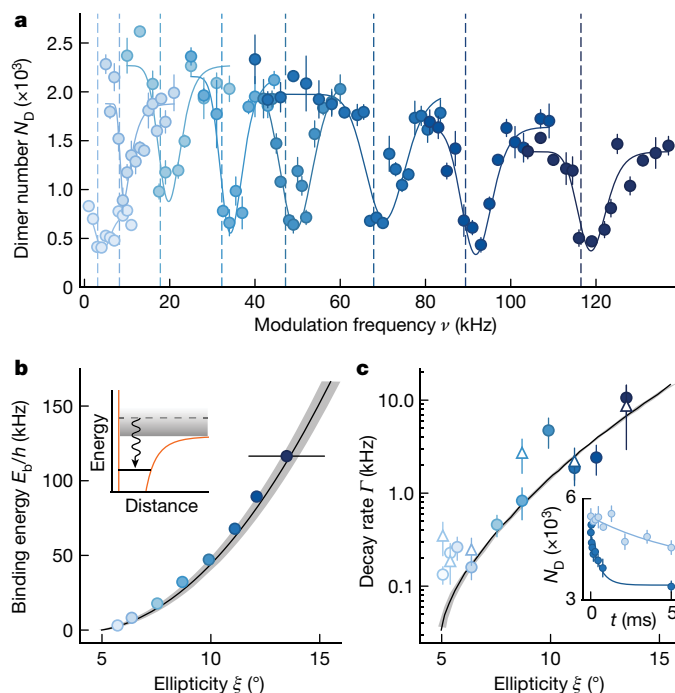 a
Dimer number N_D (×10³)
2.5
2.0
1.5
1.0
0.5
0
0 20 40 60 80 100 120
Modulation frequency ν (kHz)
b
Binding energy E_b/h (kHz)
150
100
50
0
5 10 15
Ellipticity ξ (°)
Energy
Distance
c
Decay rate Γ (kHz)
10.0
1.0
0.1
5 10 15
Ellipticity ξ (°)
N_D (×10³)
6
3
0 5
t (ms)